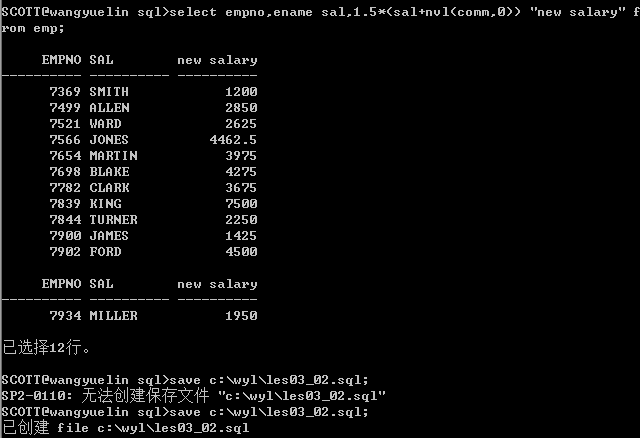 SCOTT@wangyuelin sql>select empno,ename sal,1.5*(sal+nvl(comm,0)) "new salary" f
rom emp;
EMPNO SAL new salary
---------- ---------- ----------
7369 SMITH 1200
7499 ALLEN 2850
7521 WARD 2625
7566 JONES 4462.5
7654 MARTIN 3975
7698 BLAKE 4275
7782 CLARK 3675
7839 KING 7500
7844 TURNER 2250
7900 JAMES 1425
7902 FORD 4500
EMPNO SAL new salary
---------- ---------- ----------
7934 MILLER 1950
已选择12行。
SCOTT@wangyuelin sql>save c:\wyl\les03_02.sql;
SP2-0110: 无法创建保存文件 "c:\wyl\les03_02.sql"
SCOTT@wangyuelin sql>save c:\wyl\les03_02.sql;
已创建 file c:\wyl\les03_02.sql